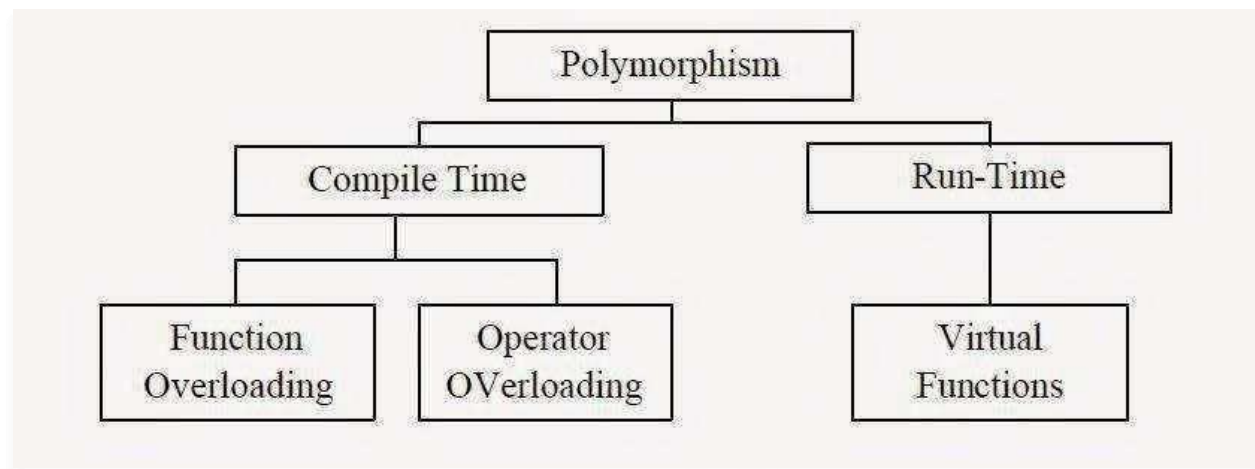 Polymorphism
Compile Time
Run-Time
Function
Overloading
Operator
OVerloading
Virtual
Functions